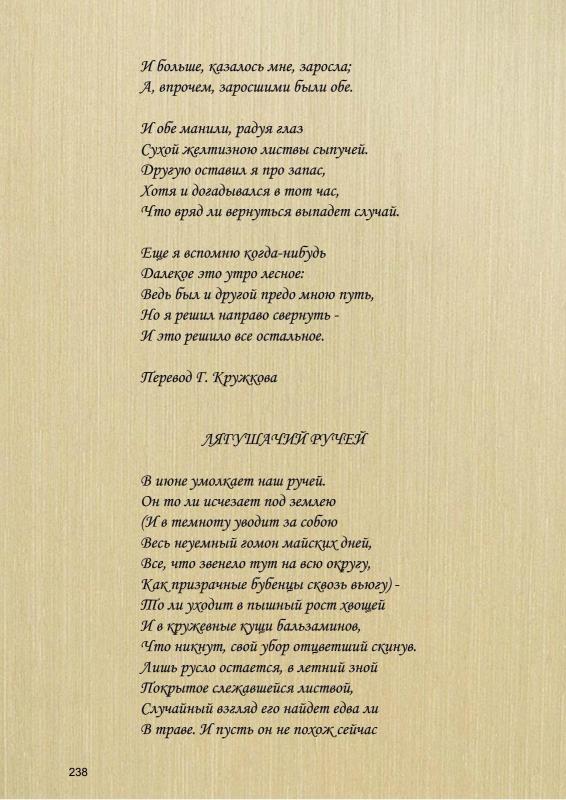 И больше, казалось мне, заросла;
А, впрочем, заросшими были обе.
И обе манили, радуя глаз
Сухой желтизною листвы сыпучей.
Другую оставил я про запас,
Хотя и догадывался в тот час,
Что вряд ли вернуться выпадет случай.
Еще я вспомню когда-нибудь
Далекое это утро лесное:
Ведь был и другой предо мною путь,
Но я решил направо свернуть -
И это решило все остальное.
Перевод Г. Кружкова
ЛЯГУШАЧИЙ РУЧЕЙ
В июне умолкает наш ручей.
Он то ли исчезает под землею
(И в темноту уводит за собою
Весь неуемный гомон майских дней,
Все, что звенело тут на всю округу,
Как призрачные бубенцы сквозь вьюгу) -
То ли уходит в пышный рост хвощей
И в кружевные кущи бальзаминов,
Что никнут, свой убор отцветший скинув.
Лишь русло остается, в летний зной
Покрытое слежавшейся листвой,
Случайный взгляд его найдет едва ли
В траве. И пусть он не похож сейчас
238